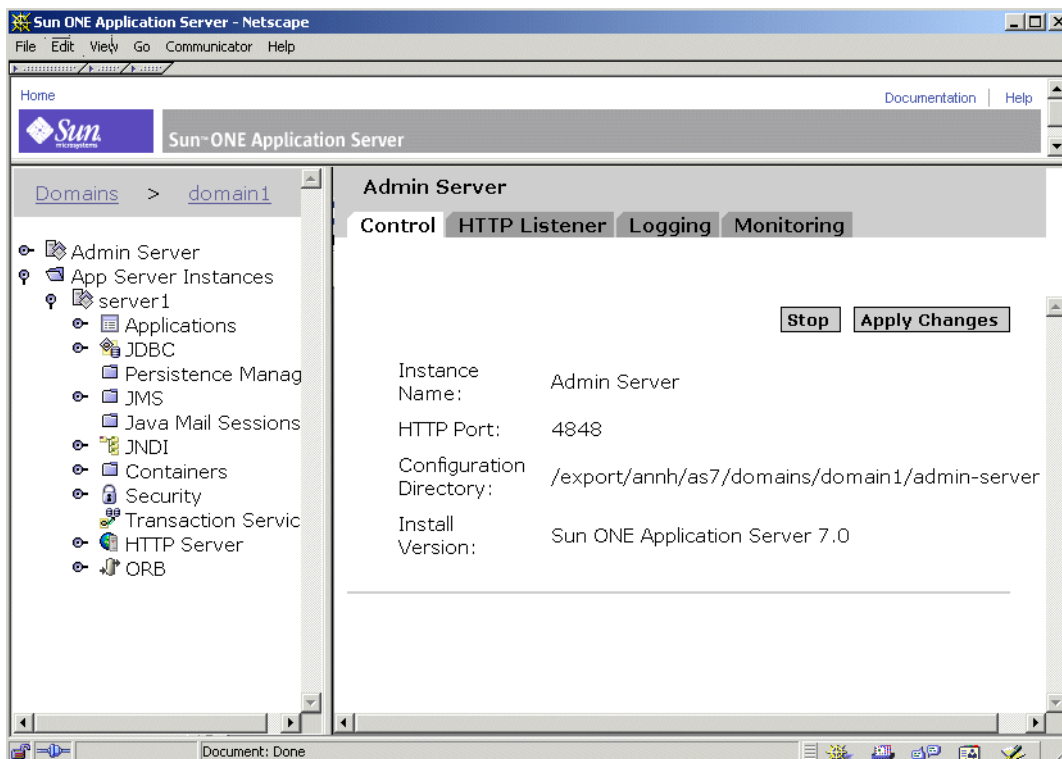 Sun ONE Application Server - Netscape
File Edit View Go Communicator Help
Home
Documentation | Help
Sun
microsystems
Sun™ ONE Application Server
Domains > domain1
Admin Server
App Server Instances
server1
Applications
JDBC
Persistence Manag
JMS
Java Mail Sessions
JNDI
Containers
Security
Transaction Servic
HTTP Server
ORB
Admin Server
Control HTTP Listener Logging Monitoring
Stop Apply Changes
Instance
Name:
Admin Server
HTTP Port: 4848
Configuration
Directory:
/export/annh/as7/domains/domain1/admin-server
Install
Version:
Sun ONE Application Server 7.0
Document: Done